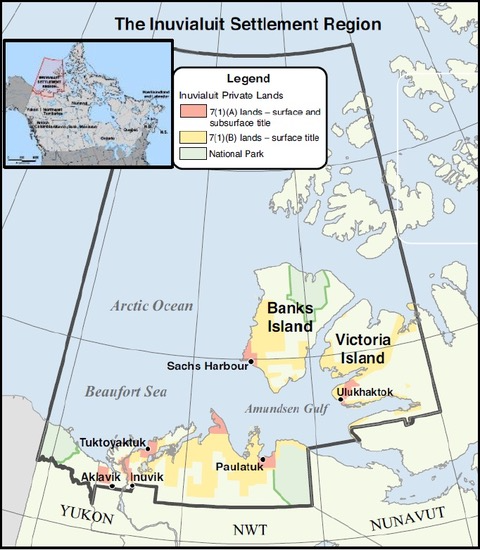 The Inuvialuit Settlement Region
Legend
Inuvialuit Private Lands
7(1)(A) lands – surface and
subsurface title
7(1)(B) lands – surface title
National Park
Arctic Ocean
Banks
Island
Victoria
Island
Sachs Harbour
Ulukhaktok
Beaufort Sea
Amundsen Gulf
Tuktoyaktuk
Paulatuk
Aklavik
Inuvik
YUKON
NWT
NUNAVUT